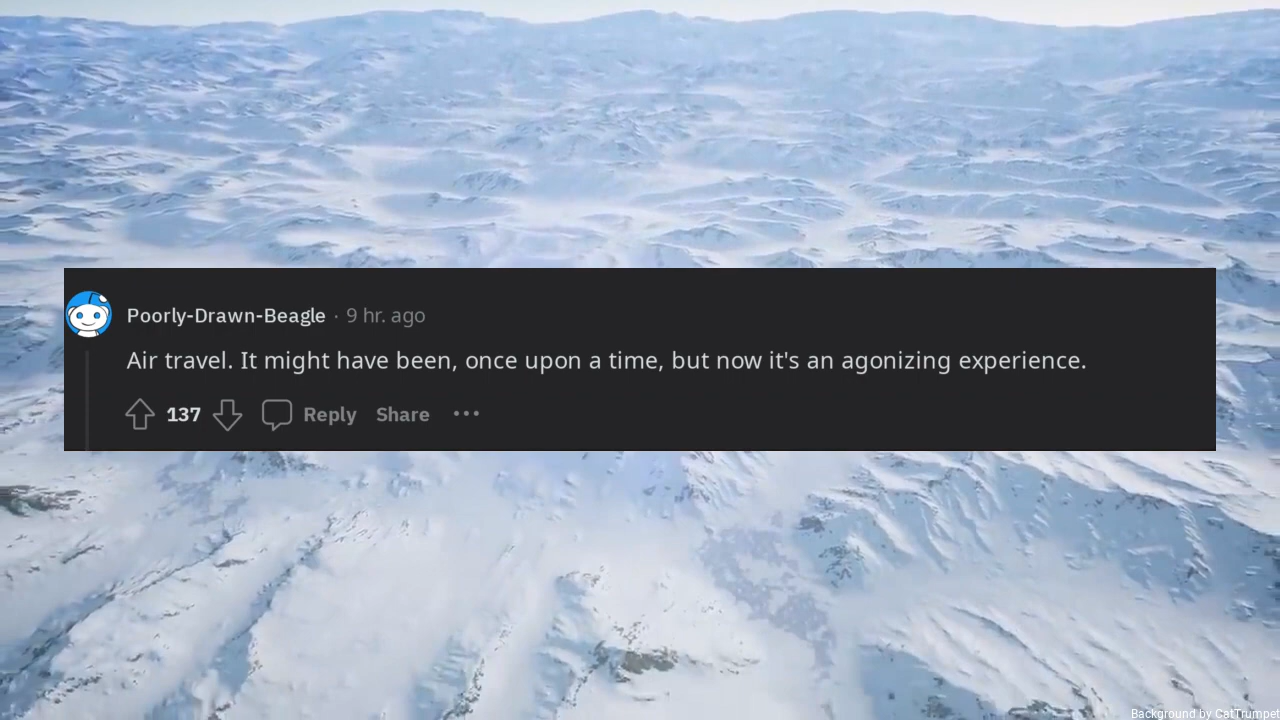 Poorly-Drawn-Beagle · 9 hr. ago
Air travel. It might have been, once upon a time, but now it's an agonizing experience.
137 Reply Share ···
Background by CatTrumpet